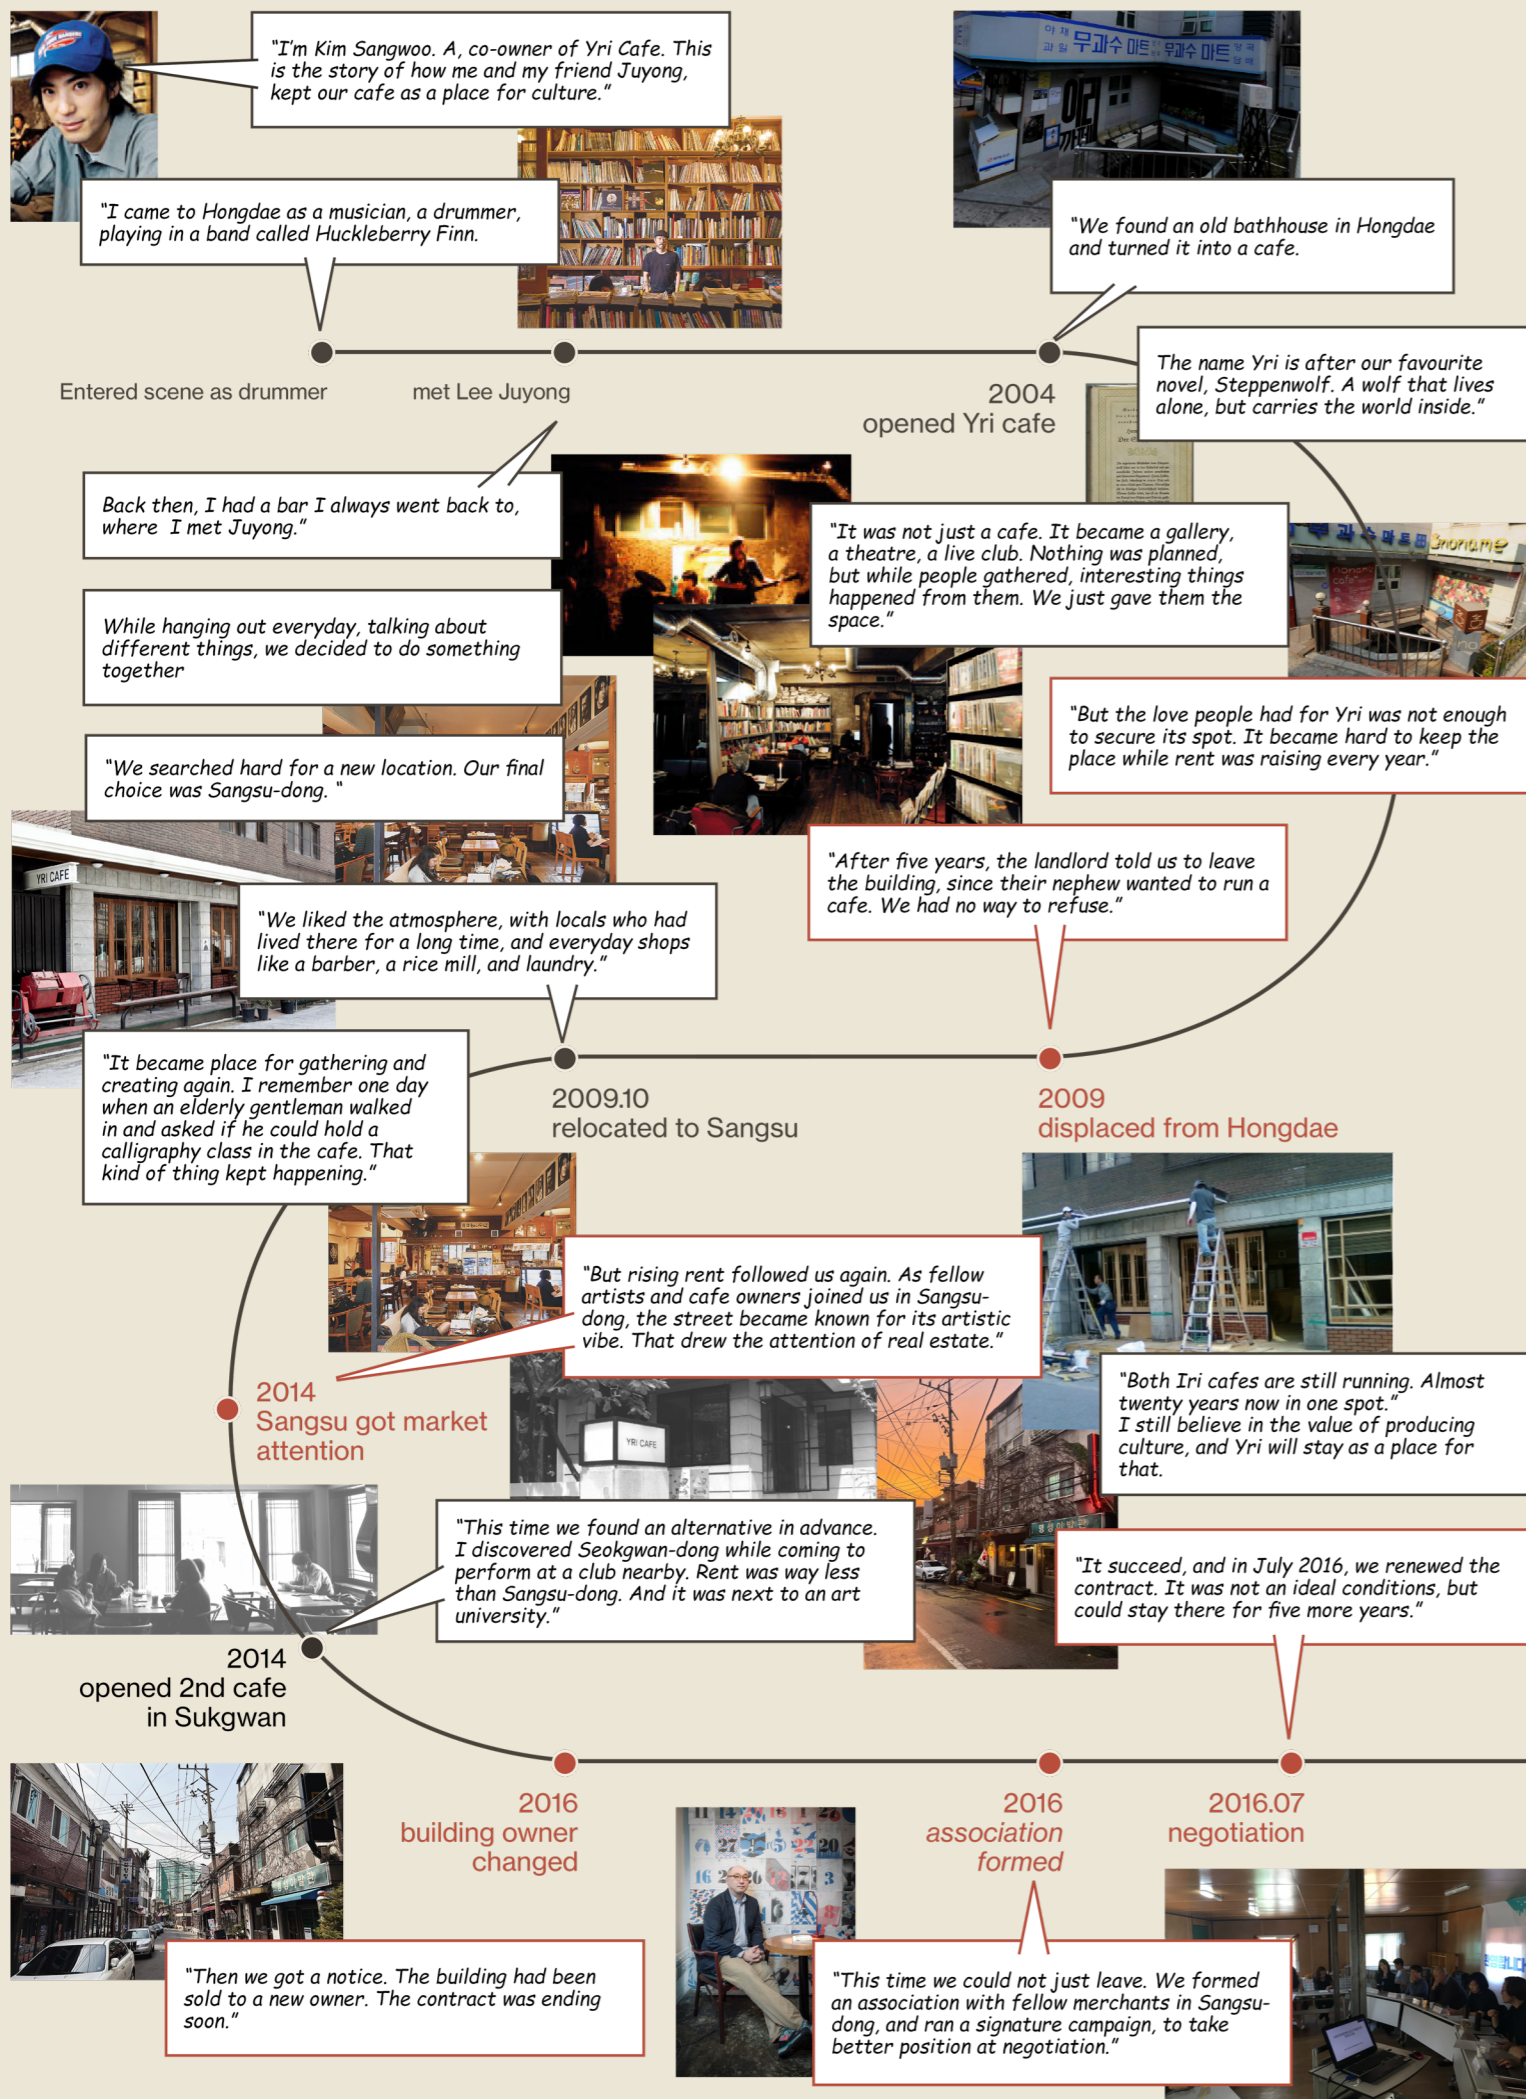 "I'm Kim Sangwoo. A, co-owner of Yri Cafe. This
is the story of how me and my friend Juyong,
kept our cafe as a place for culture."
"I came to Hongdae as a musician, a drummer,
playing in a band called Huckleberry Finn.
무과수 마트
무과수 마트
이리
까페
"We found an old bathhouse in Hongdae
and turned it into a cafe.
Entered scene as drummer
met Lee Juyong
2004
opened Yri cafe
The name Yri is after our favourite
novel, Steppenwolf. A wolf that lives
alone, but carries the world inside."
Back then, I had a bar I always went back to,
where I met Juyong."
"It was not just a cafe. It became a gallery,
a theatre, a live club. Nothing was planned,
but while people gathered, interesting things
happened from them. We just gave them the
space."
noname
While hanging out everyday, talking about
different things, we decided to do something
together
"But the love people had for Yri was not enough
to secure its spot. It became hard to keep the
place while rent was raising every year."
"We searched hard for a new location. Our final
choice was Sangsu-dong. "
"After five years, the landlord told us to leave
the building, since their nephew wanted to run a
cafe. We had no way to refuse."
YRI CAFE
"We liked the atmosphere, with locals who had
lived there for a long time, and everyday shops
like a barber, a rice mill, and laundry."
"It became place for gathering and
creating again. I remember one day
when an elderly gentleman walked
in and asked if he could hold a
calligraphy class in the cafe. That
kind of thing kept happening."
2009.10
relocated to Sangsu
2009
displaced from Hongdae
"But rising rent followed us again. As fellow
artists and cafe owners joined us in Sangsu-
dong, the street became known for its artistic
vibe. That drew the attention of real estate."
2014
Sangsu got market
attention
"Both Iri cafes are still running. Almost
twenty years now in one spot."
I still believe in the value of producing
culture, and Yri will stay as a place for
that.
YRI CAFE
"This time we found an alternative in advance.
I discovered Seokgwan-dong while coming to
perform at a club nearby. Rent was way less
than Sangsu-dong. And it was next to an art
university."
"It succeed, and in July 2016, we renewed the
contract. It was not an ideal conditions, but
could stay there for five more years."
2014
opened 2nd cafe
in Sukgwan
2016
building owner
changed
2016
association
formed
2016.07
negotiation
"Then we got a notice. The building had been
sold to a new owner. The contract was ending
soon."
"This time we could not just leave. We formed
an association with fellow merchants in Sangsu-
dong, and ran a signature campaign, to take
better position at negotiation."